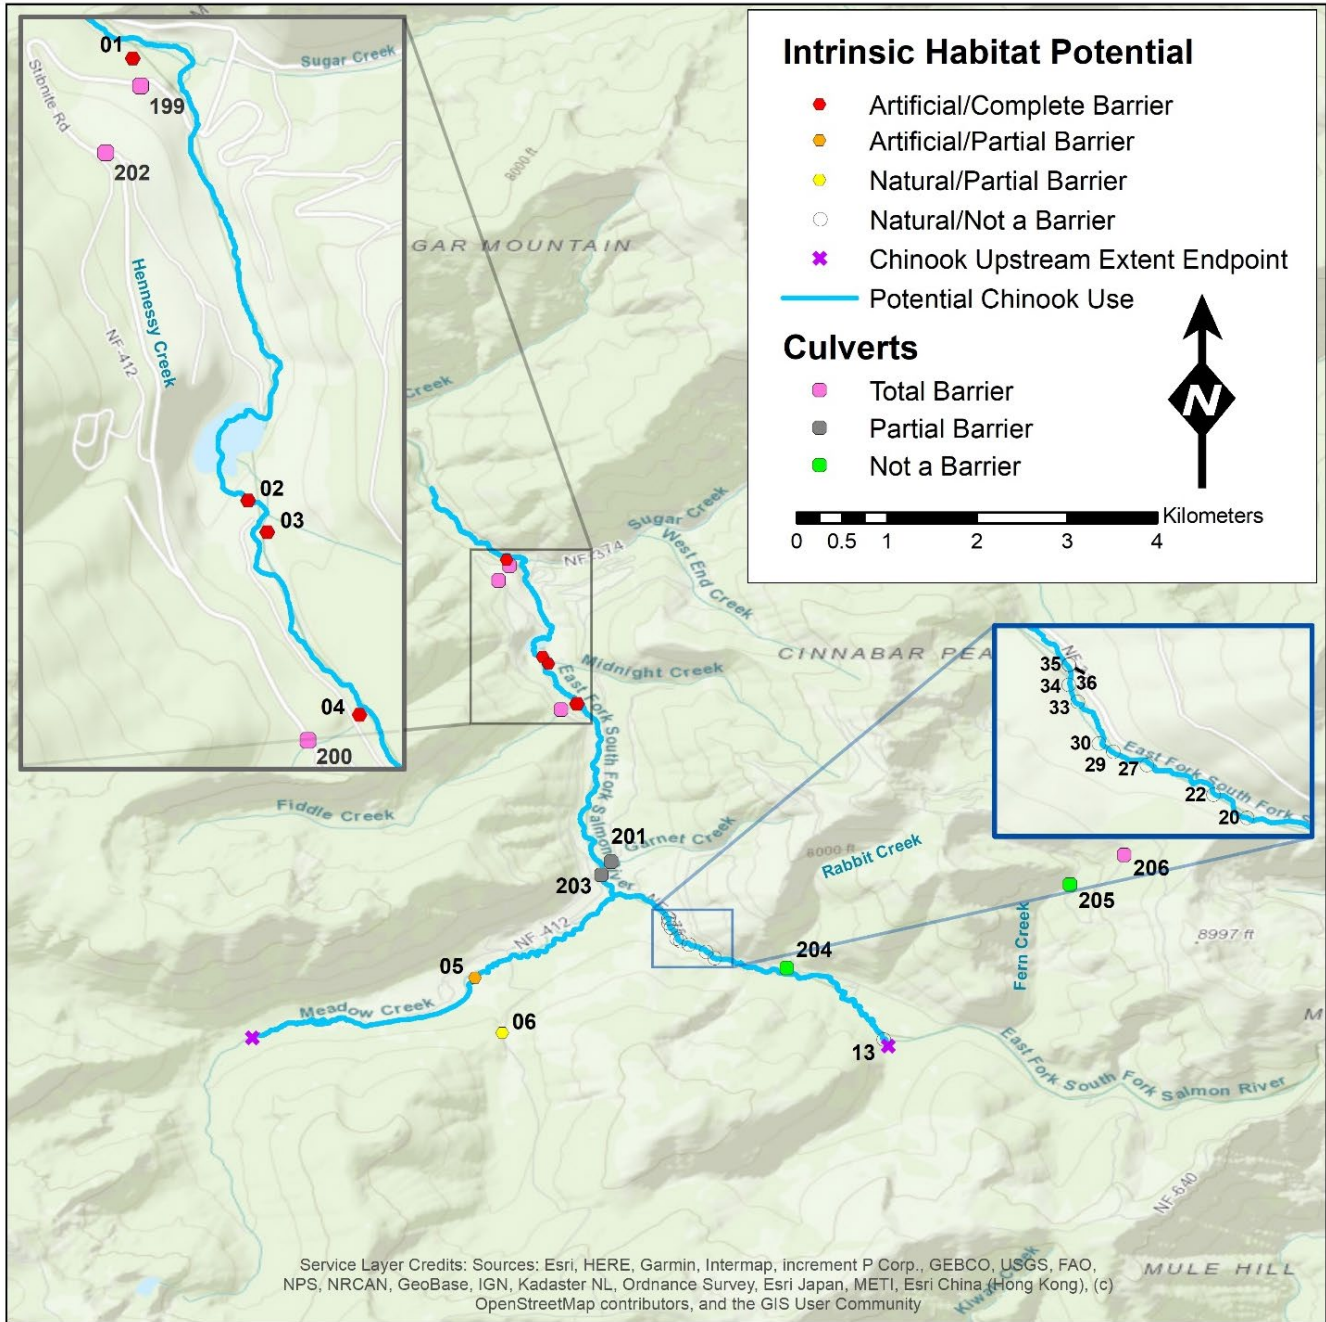 Intrinsic Habitat Potential
Artificial/Complete Barrier
Artificial/Partial Barrier
Natural/Partial Barrier
Natural/Not a Barrier
Chinook Upstream Extent Endpoint
Potential Chinook Use
Culverts
Total Barrier
Partial Barrier
Not a Barrier
N
Kilometers
0 0.5 1 2 3 4
M
01
Sugar Creek
199
Stibnite Rd
202
Hennessy Creek
NF-412
02
03
04
200
8000 ft
GAR MOUNTAIN
Creek
Sugar Creek
NF-374
West End Creek
Midnight Creek
CINNABAR PEA
East Fork South Fork Salmon River
Fiddle Creek
201
Garnet Creek
203
8000 ft
Rabbit Creek
NF-412
05
Meadow Creek
06
204
13
35
36
34
33
30
29
27
East Fork South Fork S
22
20
206
205
8997 ft
Fern Creek
M
East Fork South Fork Salmon River
NF-640
MULE HILL
Service Layer Credits: Sources: Esri, HERE, Garmin, Intermap, increment P Corp., GEBCO, USGS, FAO,
NPS, NRCAN, GeoBase, IGN, Kadaster NL, Ordnance Survey, Esri Japan, METI, Esri China (Hong Kong), (c)
OpenStreetMap contributors, and the GIS User Community
Creek